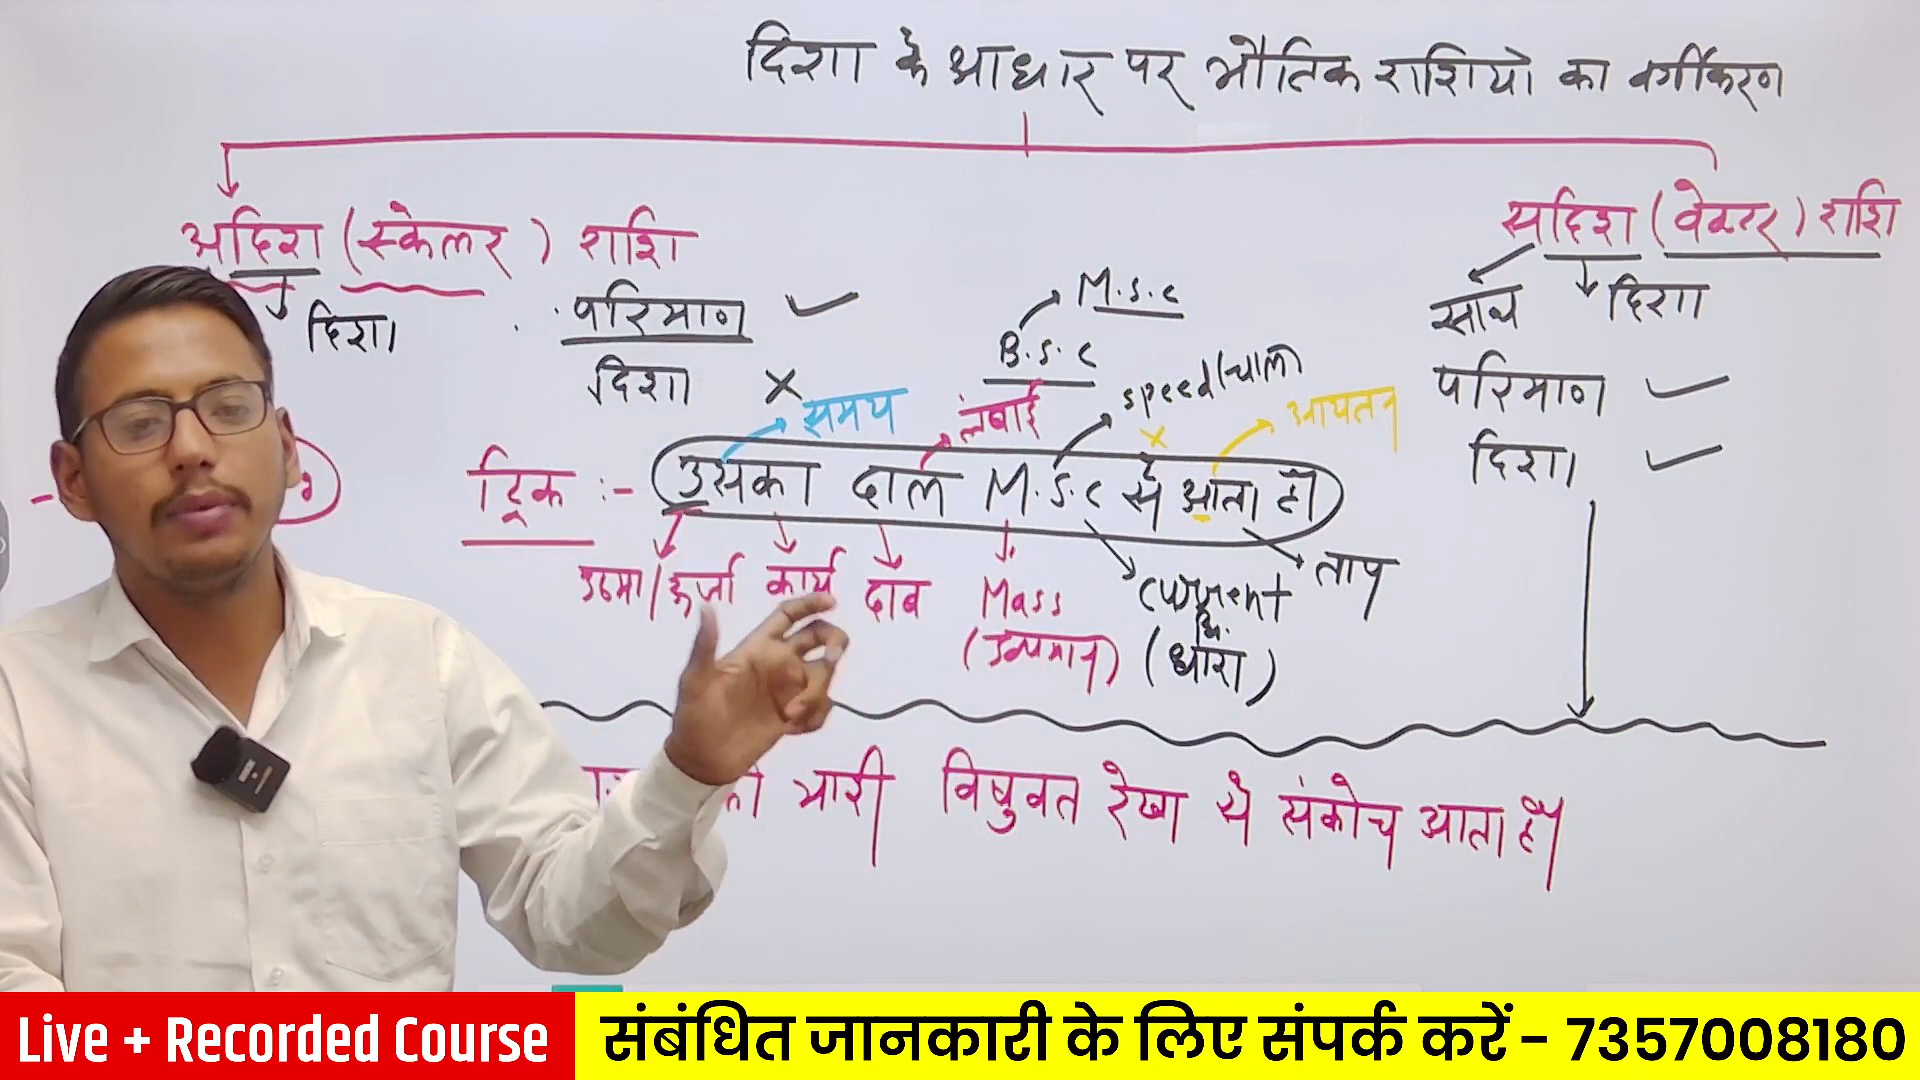 दिशा के आधार पर भौतिक राशियो का वर्गीकरण
अदिश (स्केलर) राशि
सदिश (वेक्टर) राशि
दिशा
परिमाण ✓
दिशा ×
साथ
दिशा
परिमाण ✓
दिशा ✓
M.S.C
B.S.C
समय
लंबाई
speed/चाल
×
आयतन
ट्रिक :- उसका दाल M.S.C से आता है।
उष्मा/ऊर्जा
कार्य
दाब
Mass
(द्रव्यमान)
current
(धारा)
ताप
भारी विषुवत रेखा से संकोच आता है।
Live + Recorded Course
संबंधित जानकारी के लिए संपर्क करें - 7357008180